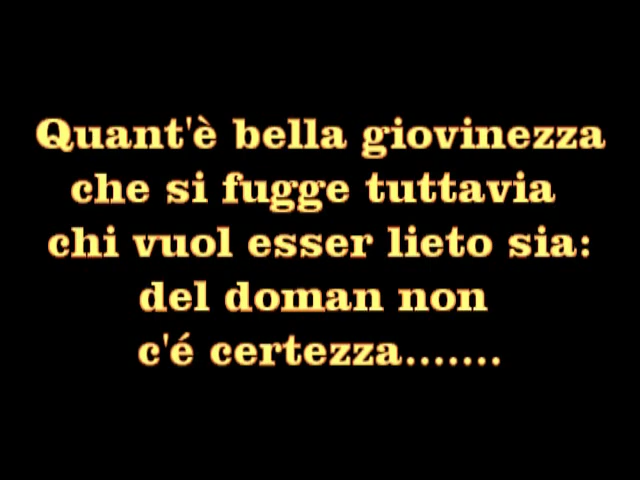 Quant'è bella giovinezza
che si fugge tuttavia
chi vuol esser lieto sia:
del doman non
c'é certezza.......